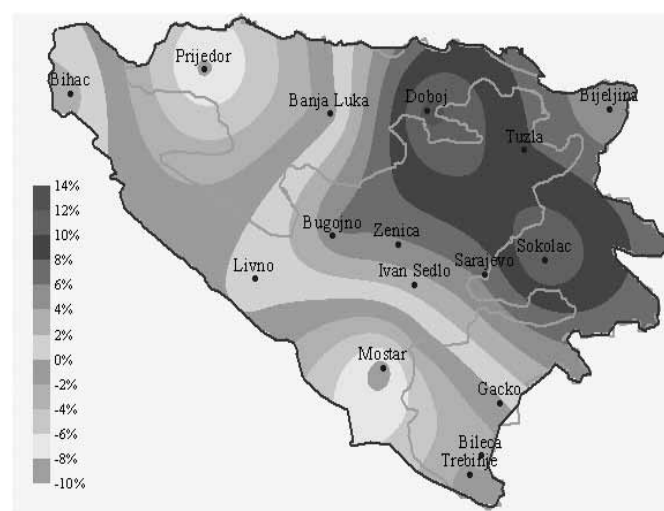 Prijedor
Bihac
Banja Luka
Doboj
Bijeljina
Tuzla
14%
12%
10%
8%
6%
4%
2%
0%
-2%
-4%
-6%
-8%
-10%
Bugojno
Zenica
Sarajevo
Sokolac
Livno
Ivan Sedlo
Mostar
Gacko
Bileca
Trebinje